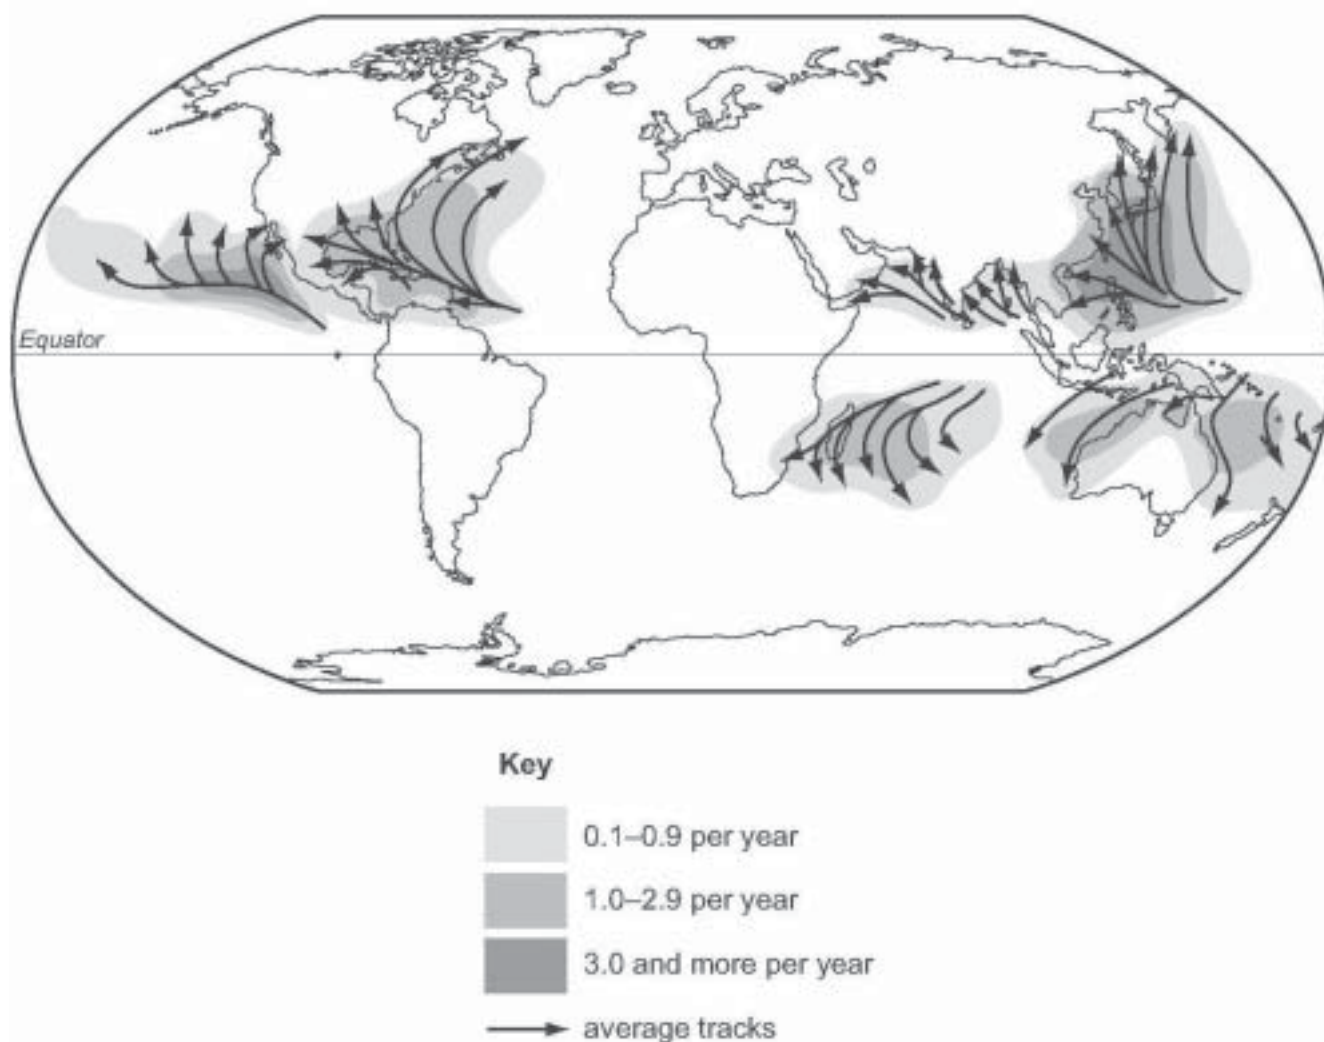 Equator
Key
0.1–0.9 per year
1.0–2.9 per year
3.0 and more per year
average tracks